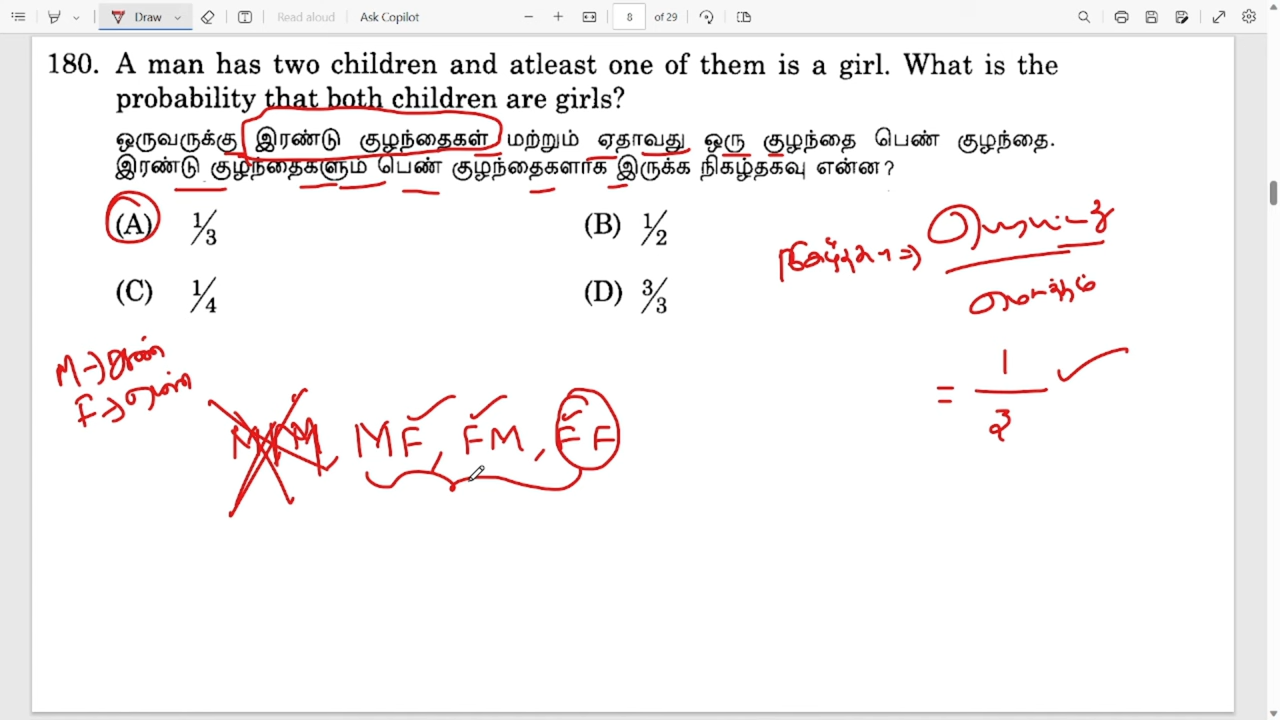 Draw Read aloud Ask Copilot 8 of 29
180. A man has two children and atleast one of them is a girl. What is the
probability that both children are girls?
ஒருவருக்கு இரண்டு குழந்தைகள் மற்றும் ஏதாவது ஒரு குழந்தை பெண் குழந்தை.
இரண்டு குழந்தைகளும் பெண் குழந்தைகளாக இருக்க நிகழ்தகவு என்ன?
(A) 1/3 (B) 1/2
(C) 1/4 (D) 3/3
M → ஆண்
F → பெண்
MM, MF, FM, FF
= 1/3